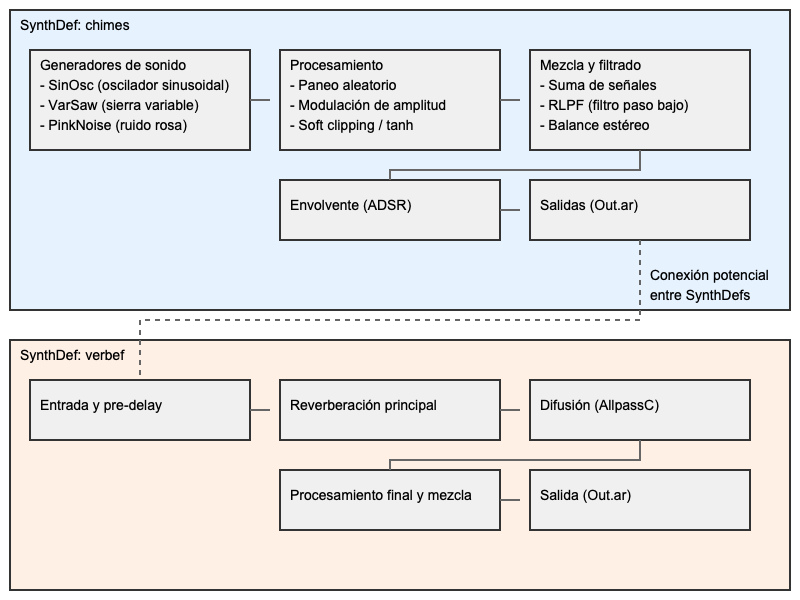 SynthDef: chimes
Generadores de sonido
- SinOsc (oscilador sinusoidal)
- VarSaw (sierra variable)
- PinkNoise (ruido rosa)
Procesamiento
- Paneo aleatorio
- Modulación de amplitud
- Soft clipping / tanh
Mezcla y filtrado
- Suma de señales
- RLPF (filtro paso bajo)
- Balance estéreo
Envolvente (ADSR)
Salidas (Out.ar)
Conexión potencial
entre SynthDefs
SynthDef: verbef
Entrada y pre-delay
Reverberación principal
Difusión (AllpassC)
Procesamiento final y mezcla
Salida (Out.ar)